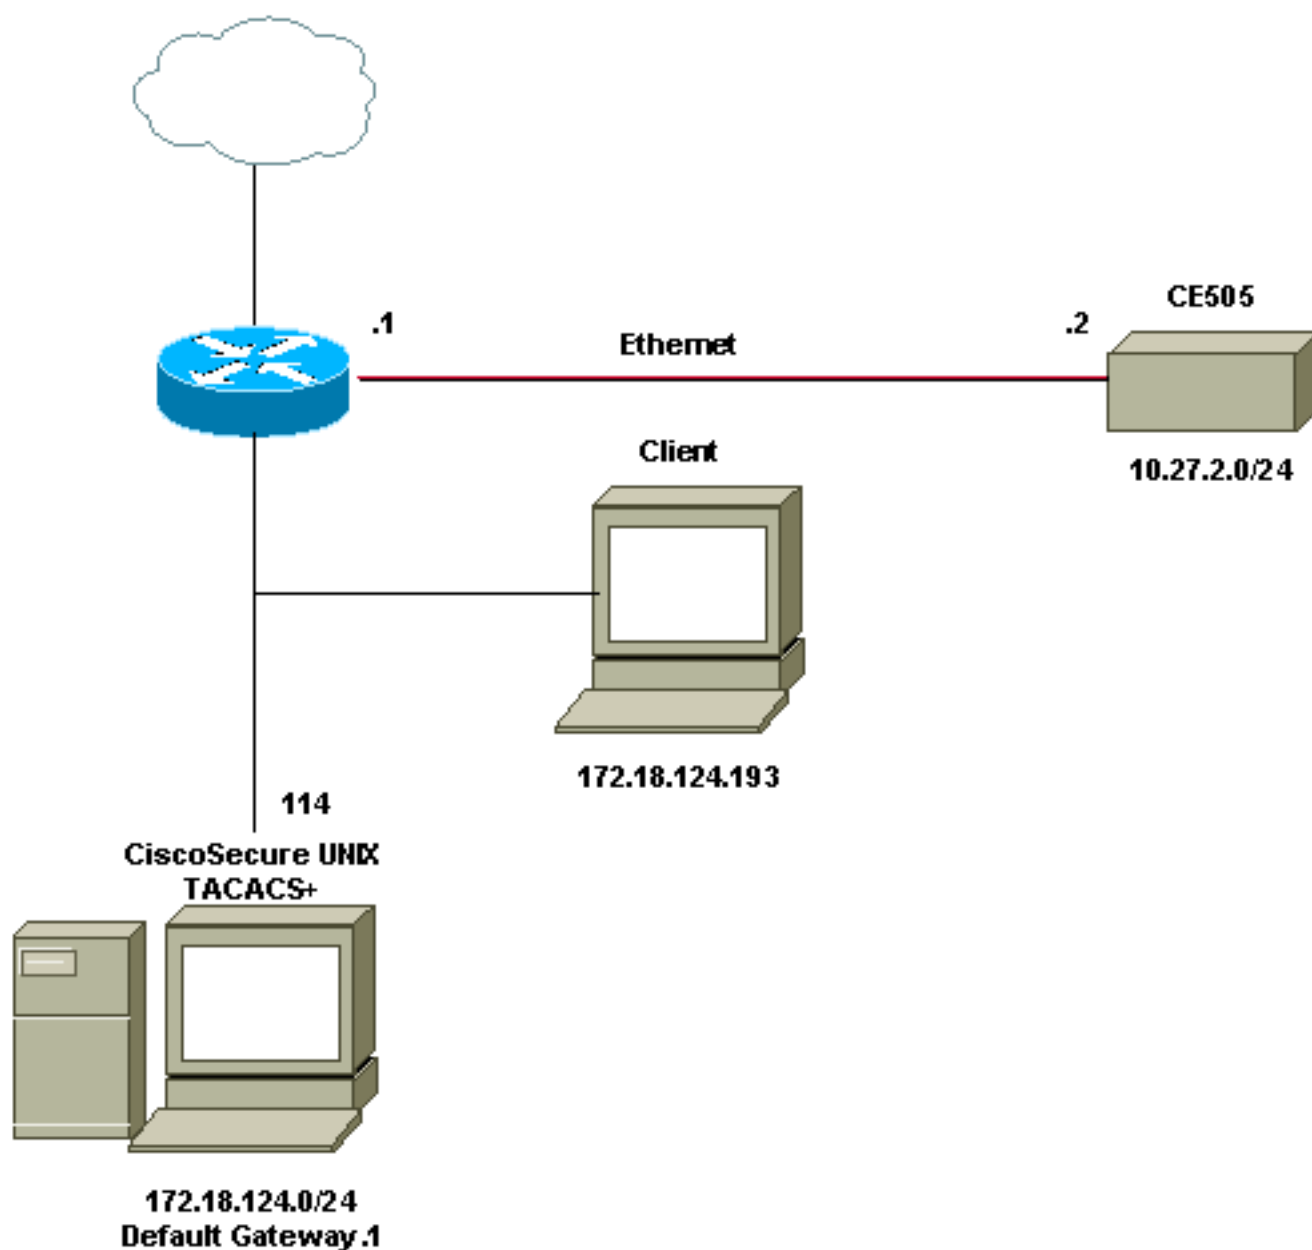 CE505
.1
.2
Ethernet
Client
10.27.2.0/24
172.18.124.193
114
CiscoSecure UNIX
TACACS+
172.18.124.0/24
Default Gateway .1